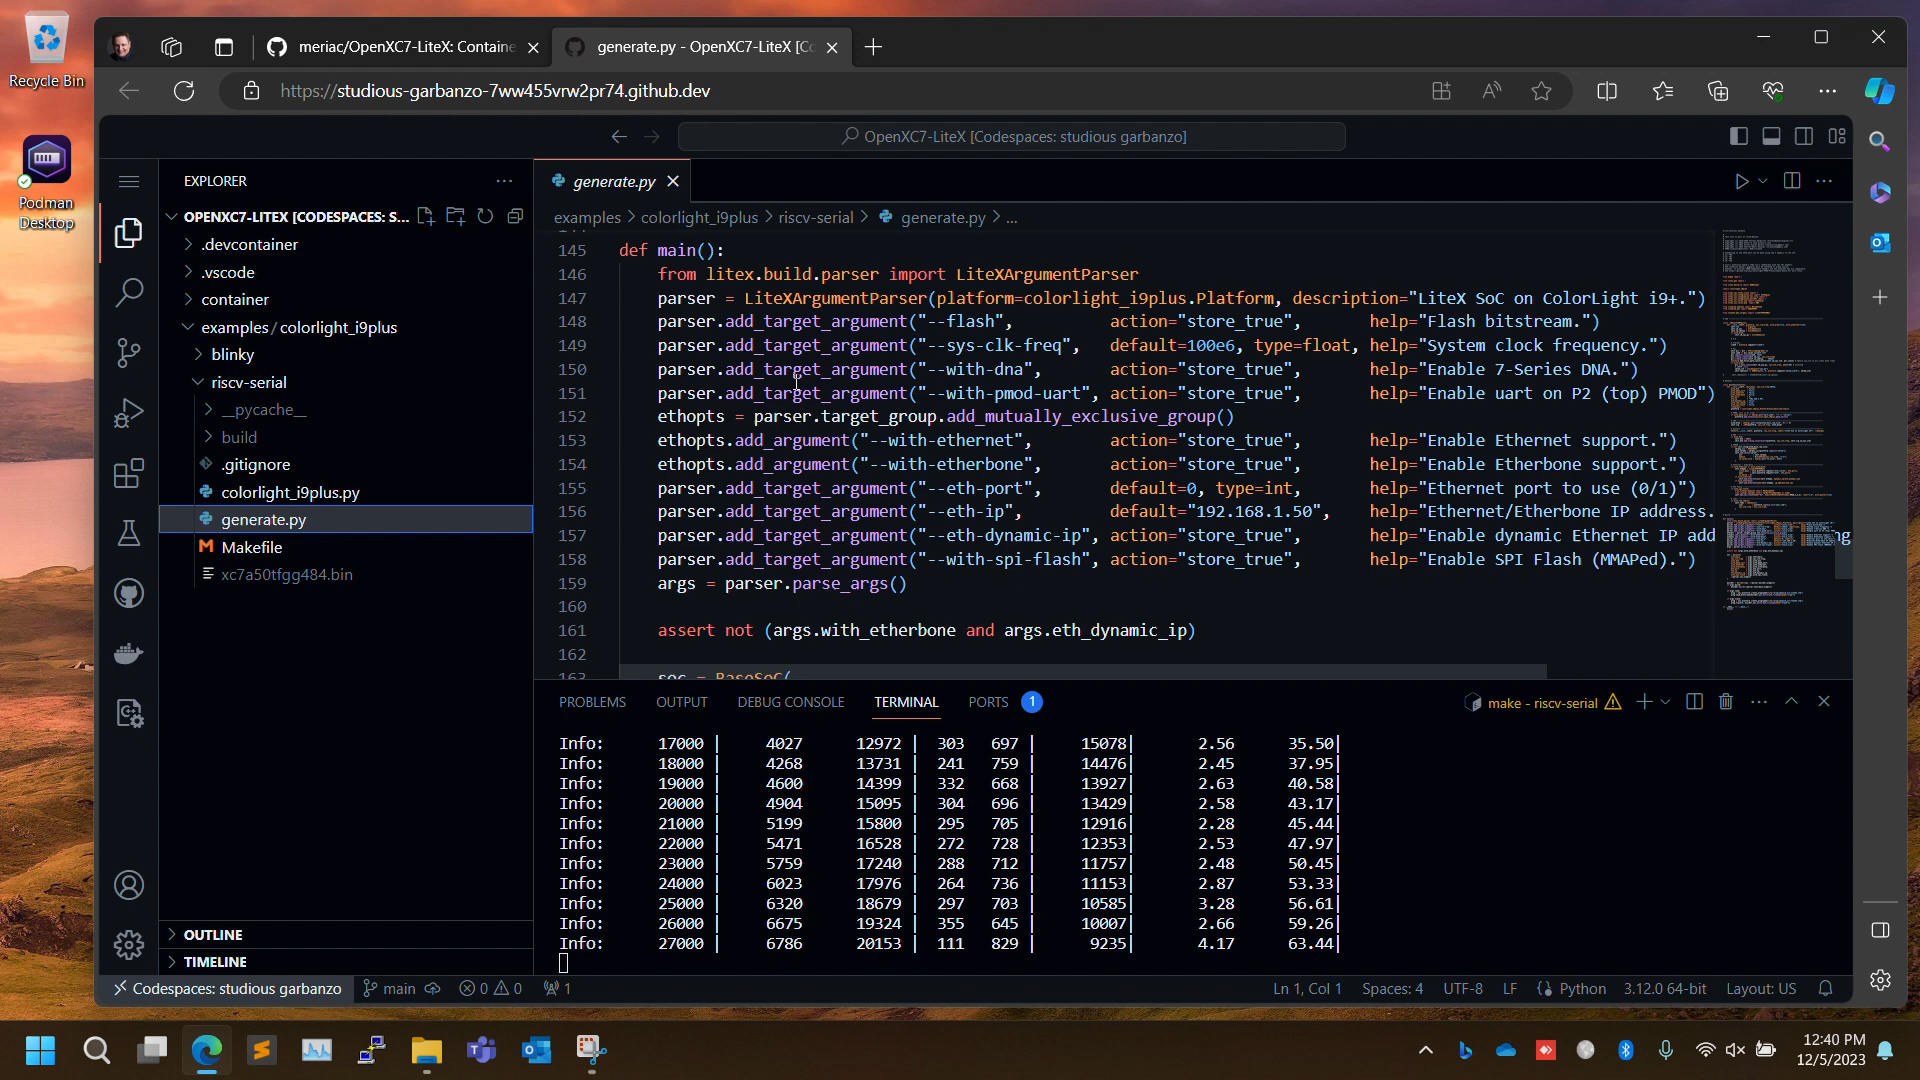 Recycle Bin
Podman
Desktop
meriac/OpenXC7-LiteX: Containe
generate.py - OpenXC7-LiteX [Co
https://studious-garbanzo-7ww455vrw2pr74.github.dev
OpenXC7-LiteX [Codespaces: studious garbanzo]
EXPLORER
OPENXC7-LITEX [CODESPACES: S...
.devcontainer
.vscode
container
examples / colorlight_i9plus
blinky
riscv-serial
__pycache__
build
.gitignore
colorlight_i9plus.py
generate.py
Makefile
xc7a50tfgg484.bin
OUTLINE
TIMELINE
generate.py
examples > colorlight_i9plus > riscv-serial > generate.py > ...
145 def main():
146 from litex.build.parser import LiteXArgumentParser
147 parser = LiteXArgumentParser(platform=colorlight_i9plus.Platform, description="LiteX SoC on ColorLight i9+.")
148 parser.add_target_argument("--flash", action="store_true", help="Flash bitstream.")
149 parser.add_target_argument("--sys-clk-freq", default=100e6, type=float, help="System clock frequency.")
150 parser.add_target_argument("--with-dna", action="store_true", help="Enable 7-Series DNA.")
151 parser.add_target_argument("--with-pmod-uart", action="store_true", help="Enable uart on P2 (top) PMOD")
152 ethopts = parser.target_group.add_mutually_exclusive_group()
153 ethopts.add_argument("--with-ethernet", action="store_true", help="Enable Ethernet support.")
154 ethopts.add_argument("--with-etherbone", action="store_true", help="Enable Etherbone support.")
155 parser.add_target_argument("--eth-port", default=0, type=int, help="Ethernet port to use (0/1)")
156 parser.add_target_argument("--eth-ip", default="192.168.1.50", help="Ethernet/Etherbone IP address.
157 parser.add_target_argument("--eth-dynamic-ip", action="store_true", help="Enable dynamic Ethernet IP add ng
158 parser.add_target_argument("--with-spi-flash", action="store_true", help="Enable SPI Flash (MMAPed).")
159 args = parser.parse_args()
160
161 assert not (args.with_etherbone and args.eth_dynamic_ip)
162
163 soc = BaseSoC(
PROBLEMS OUTPUT DEBUG CONSOLE TERMINAL PORTS 1
make - riscv-serial
Info: 17000 | 4027 12972 | 303 697 | 15078| 2.56 35.50|
Info: 18000 | 4268 13731 | 241 759 | 14476| 2.45 37.95|
Info: 19000 | 4600 14399 | 332 668 | 13927| 2.63 40.58|
Info: 20000 | 4904 15095 | 304 696 | 13429| 2.58 43.17|
Info: 21000 | 5199 15800 | 295 705 | 12916| 2.28 45.44|
Info: 22000 | 5471 16528 | 272 728 | 12353| 2.53 47.97|
Info: 23000 | 5759 17240 | 288 712 | 11757| 2.48 50.45|
Info: 24000 | 6023 17976 | 264 736 | 11153| 2.87 53.33|
Info: 25000 | 6320 18679 | 297 703 | 10585| 3.28 56.61|
Info: 26000 | 6675 19324 | 355 645 | 10007| 2.66 59.26|
Info: 27000 | 6786 20153 | 111 829 | 9235| 4.17 63.44|
Codespaces: studious garbanzo main 0 0 1
Ln 1, Col 1 Spaces: 4 UTF-8 LF Python 3.12.0 64-bit Layout: US
12:40 PM
12/5/2023